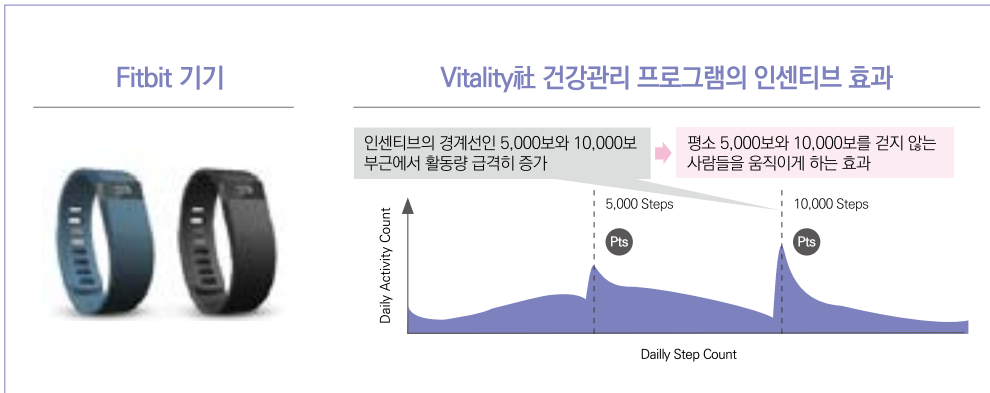 Fitbit 기기
Vitality社 건강관리 프로그램의 인센티브 효과
인센티브의 경계선인 5,000보와 10,000보
부근에서 활동량 급격히 증가
평소 5,000보와 10,000보를 걷지 않는
사람들을 움직이게 하는 효과
5,000 Steps
10,000 Steps
Pts
Pts
Daily Activity Count
Dailly Step Count